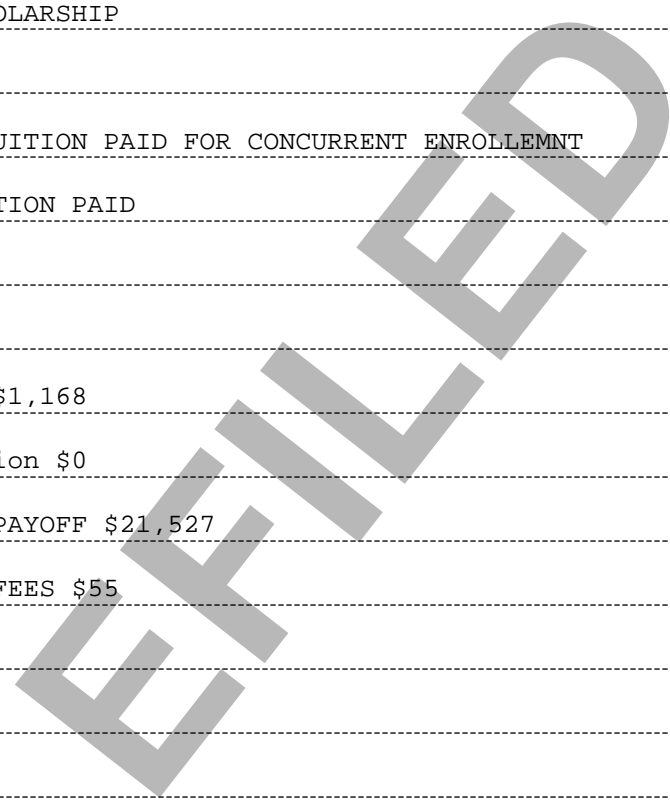 OLARSHIP
UITION PAID FOR CONCURRENT ENROLLEMNT
TION PAID
$1,168
ion $0
PAYOFF $21,527
FEES $55
EFILED